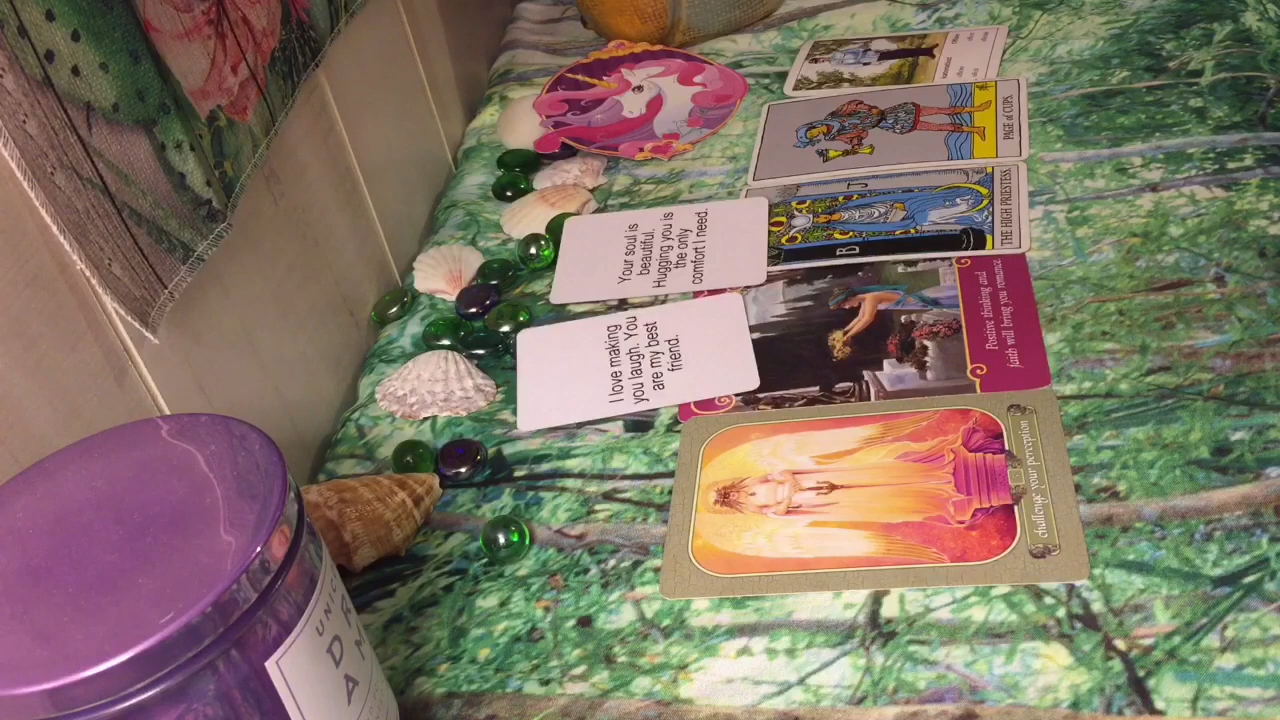 PAGE of CUPS.
B
J
THE HIGH PRIESTESS.
Your soul is
beautiful.
Hugging you is
the only
comfort I need.
Positive thinking and
faith will bring you romance.
I love making
you laugh. You
are my best
friend.
challenge your perception
UNIC